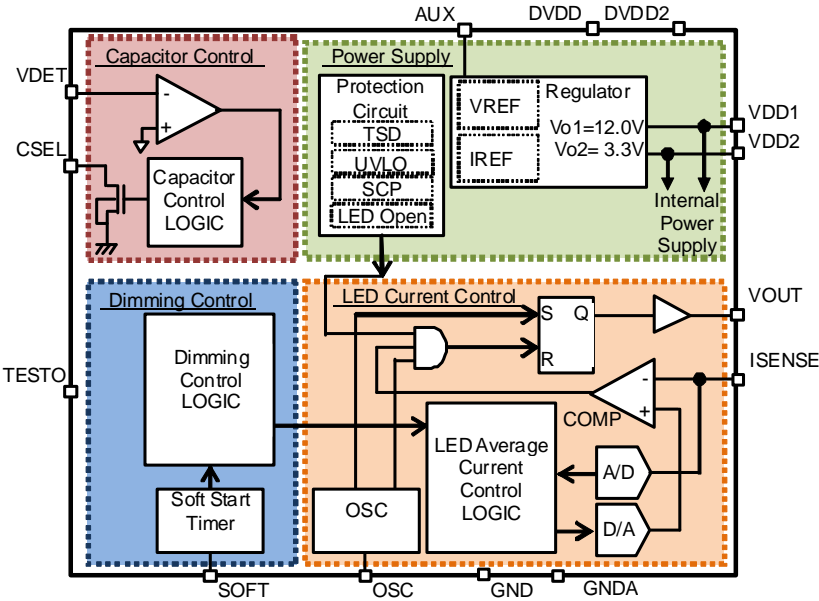 AUX
DVDD
DVDD2
Capacitor Control
Power Supply
VDET
CSEL
Capacitor
Control
LOGIC
Protection
Circuit
TSD
UVLO
SCP
LED Open
VREF
IREF
Regulator
Vo1=12.0V
Vo2= 3.3V
VDD1
VDD2
Internal
Power
Supply
Dimming Control
LED Current Control
Dimming
Control
LOGIC
TESTO
Soft Start
Timer
S
Q
R
VOUT
ISENSE
-
+
-
+
COMP
LED Average
Current
Control
LOGIC
A/D
D/A
OSC
SOFT
OSC
GND
GNDA